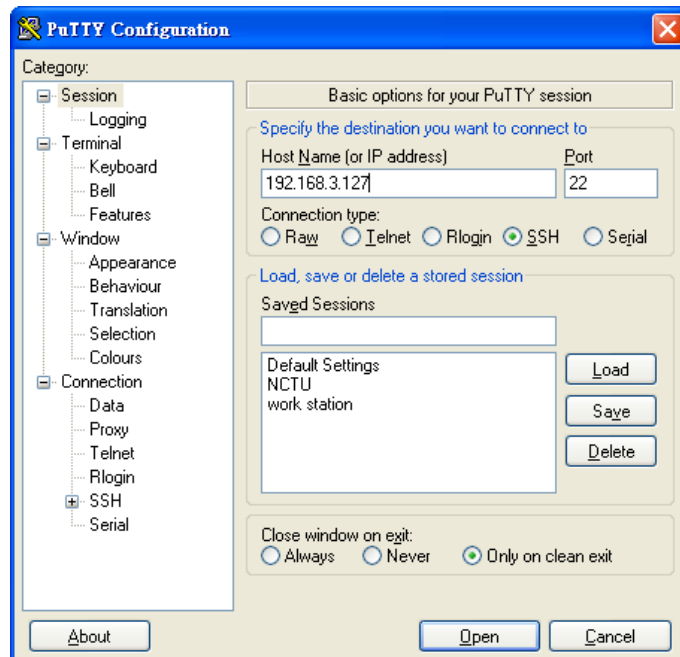 PuTTY Configuration
Category:
Session
Logging
Terminal
Keyboard
Bell
Features
Window
Appearance
Behaviour
Translation
Selection
Colours
Connection
Data
Proxy
Telnet
Rlogin
SSH
Serial
Basic options for your PuTTY session
Specify the destination you want to connect to
Host Name (or IP address) Port
192.168.3.127 22
Connection type:
Raw Telnet Rlogin SSH Serial
Load, save or delete a stored session
Saved Sessions
Default Settings
NCTU
work station
Load
Save
Delete
Close window on exit:
Always Never Only on clean exit
About Open Cancel